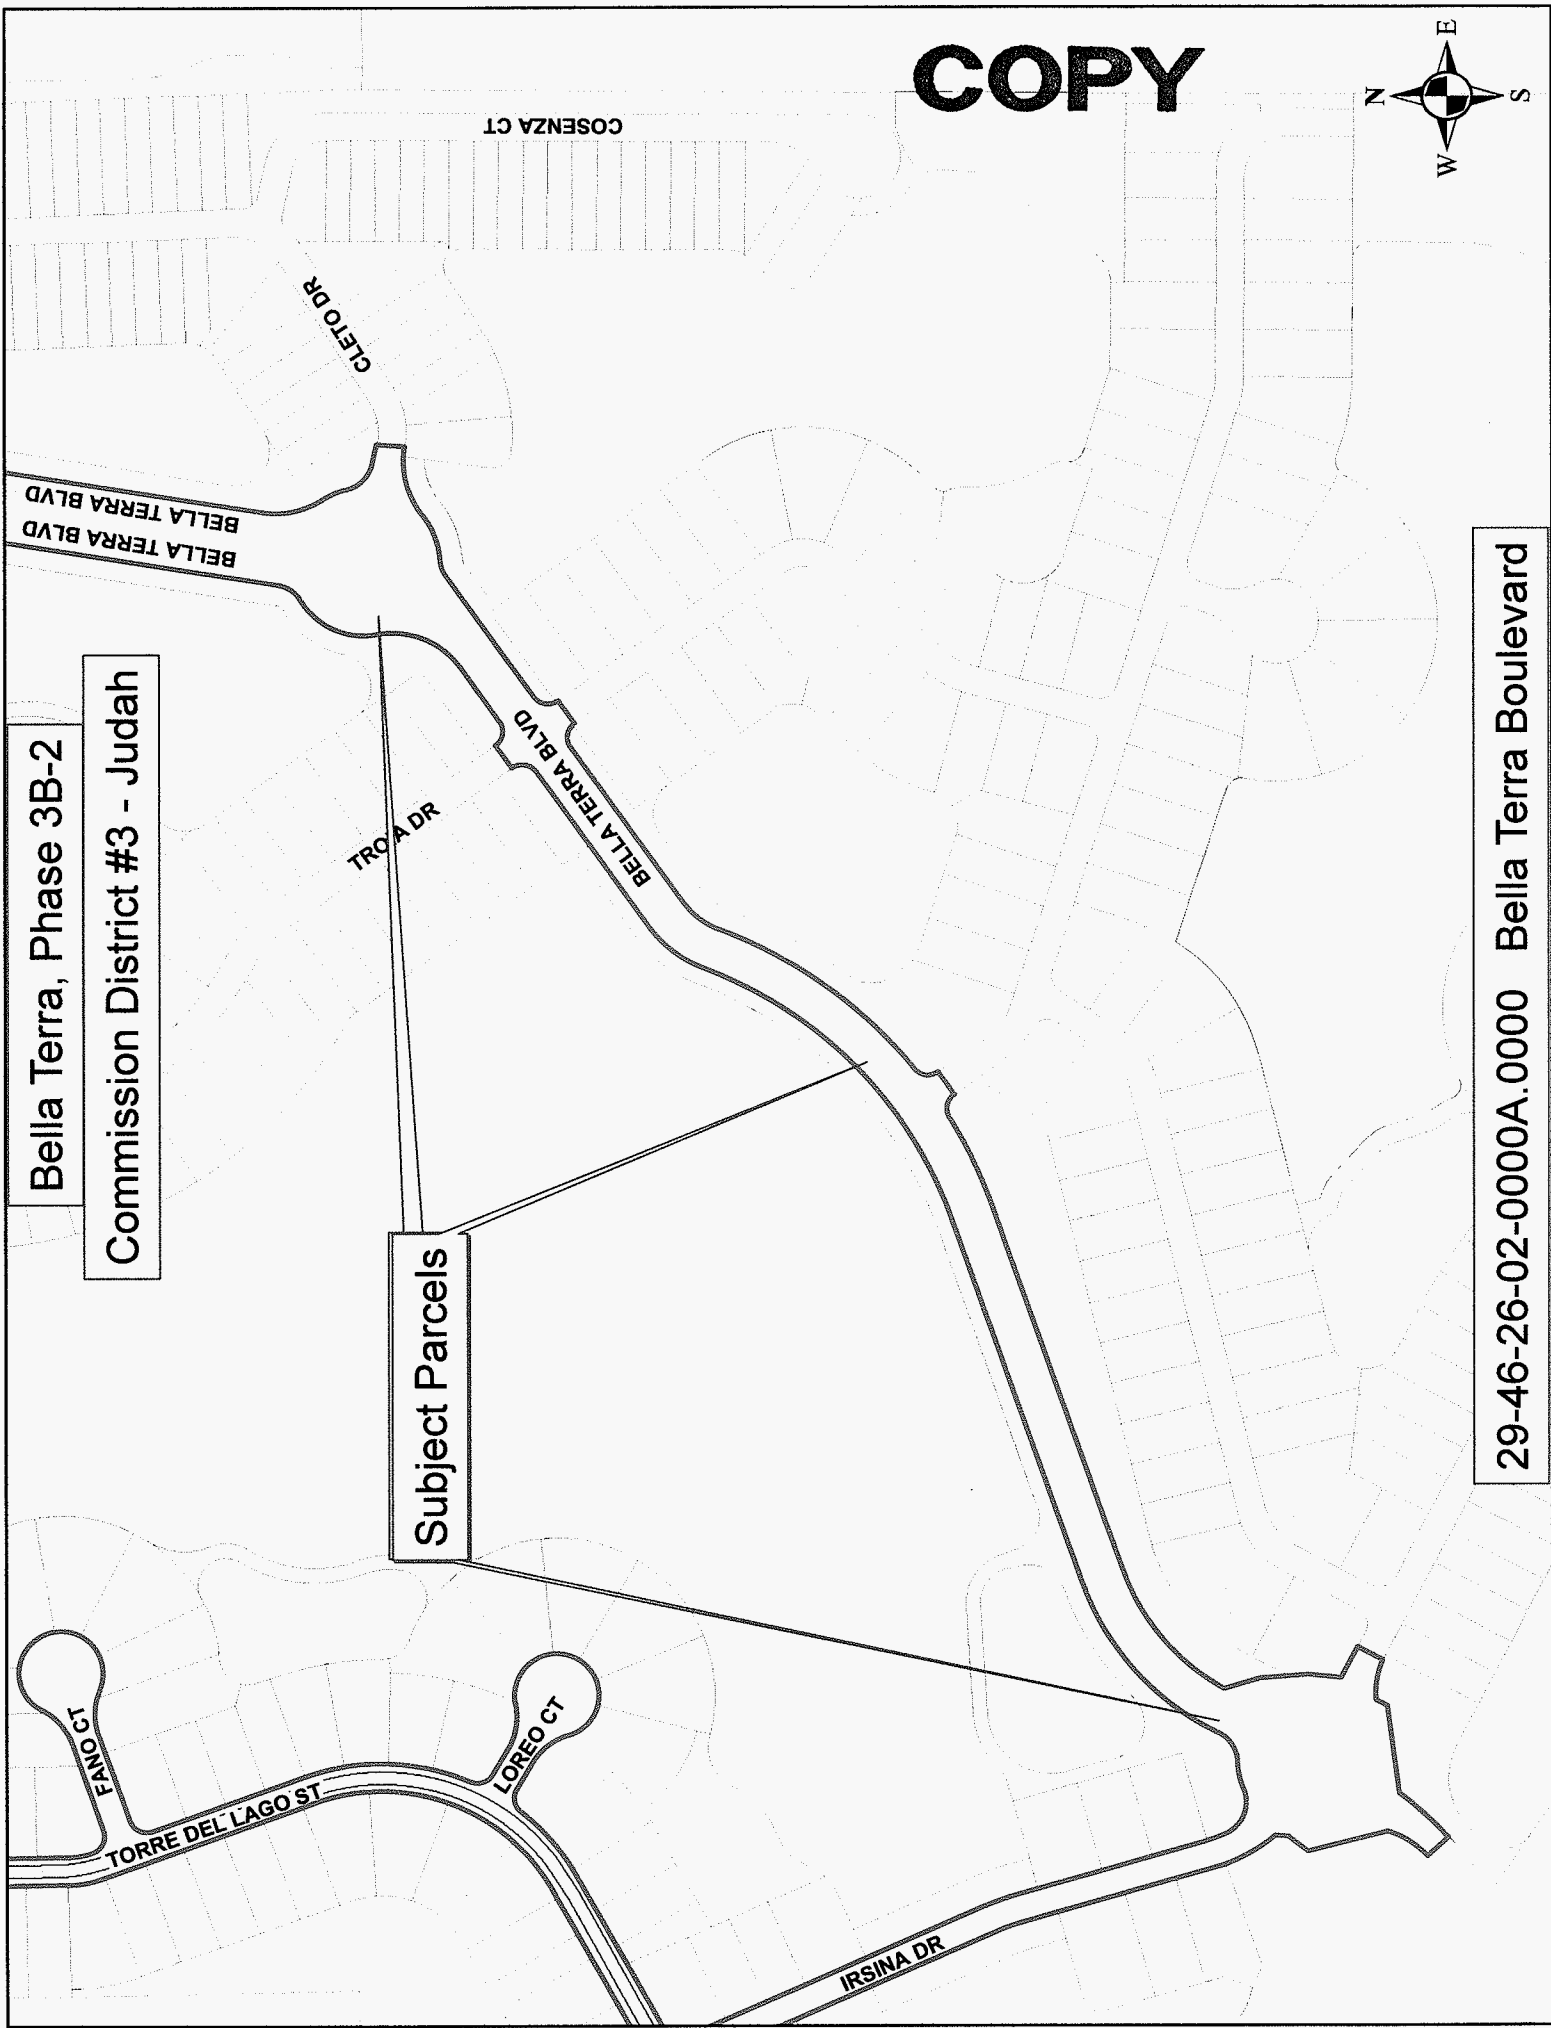 COPY
N
E
S
W
COSENZA CT
CLETO DR
BELLA TERRA BLVD
BELLA TERRA BLVD
Bella Terra, Phase 3B-2
Commission District #3 - Judah
TROIA DR
BELLA TERRA BLVD
Subject Parcels
FANO CT
TORRE DEL LAGO ST
LOREO CT
IRSINA DR
29-46-26-02-0000A.0000 Bella Terra Boulevard